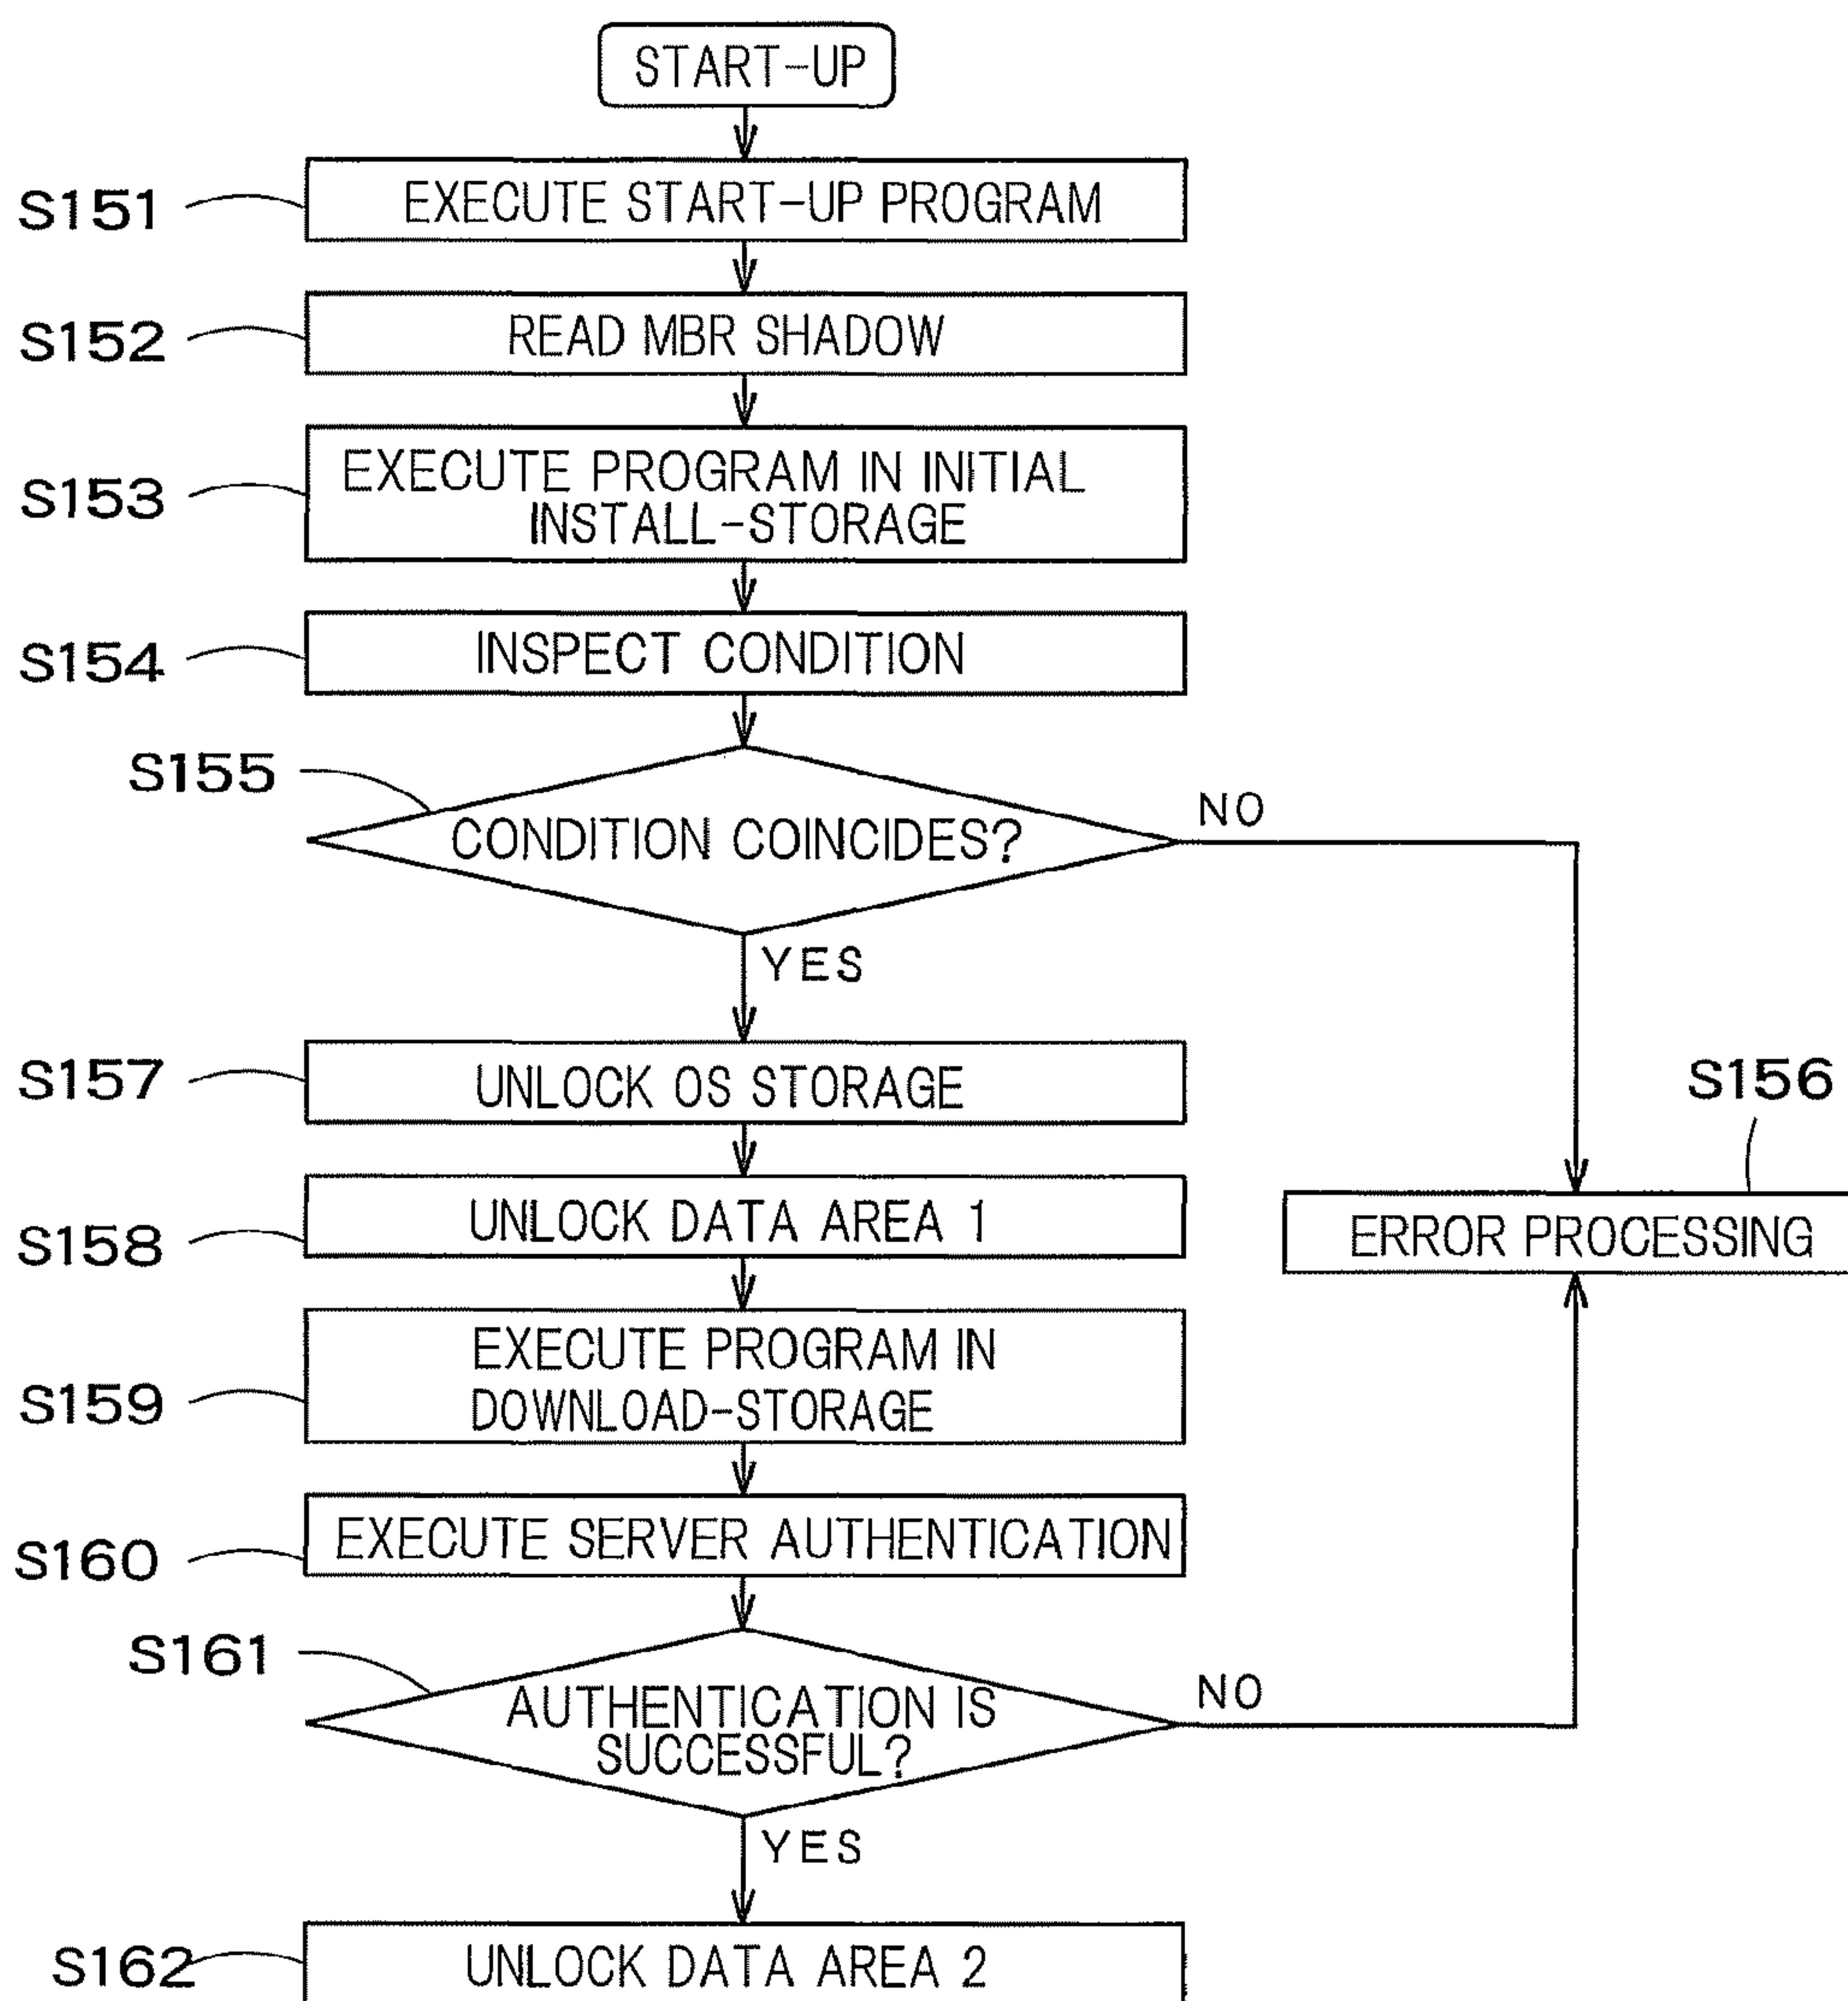 START-UP
S151
EXECUTE START-UP PROGRAM
S152
READ MBR SHADOW
S153
EXECUTE PROGRAM IN INITIAL
INSTALL-STORAGE
S154
INSPECT CONDITION
S155
CONDITION COINCIDES?
NO
YES
S157
UNLOCK OS STORAGE
S156
ERROR PROCESSING
S158
UNLOCK DATA AREA 1
S159
EXECUTE PROGRAM IN
DOWNLOAD-STORAGE
S160
EXECUTE SERVER AUTHENTICATION
S161
AUTHENTICATION IS
SUCCESSFUL?
NO
YES
S162
UNLOCK DATA AREA 2